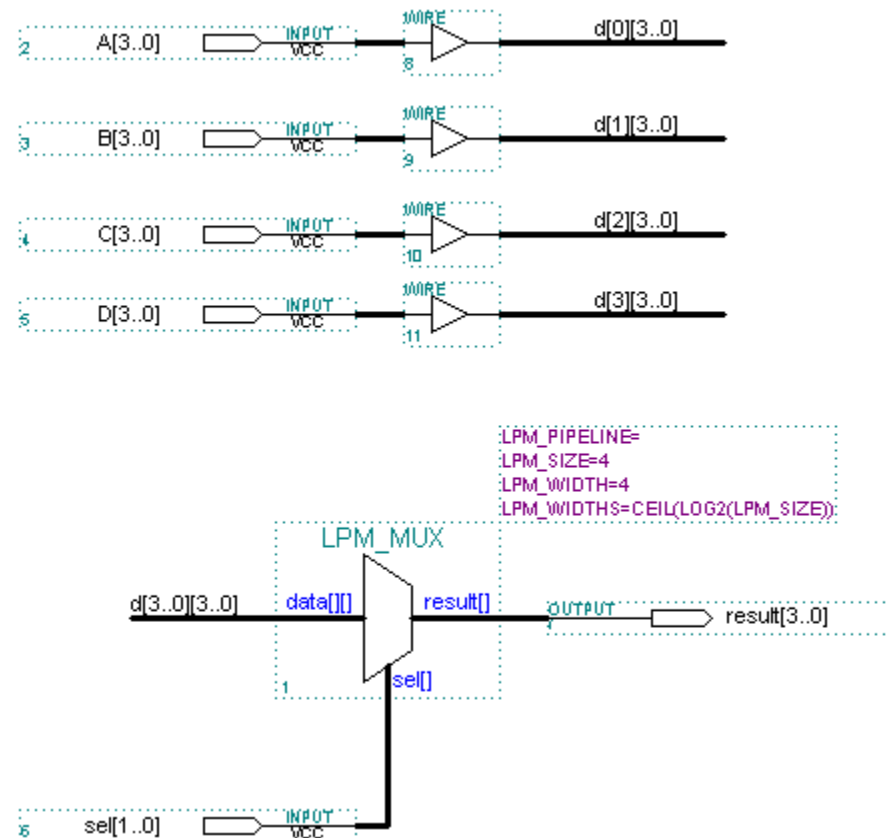 WIRE
2 A[3..0] INPUT VCC d[0][3..0]
8
WIRE
3 B[3..0] INPUT VCC d[1][3..0]
9
WIRE
4 C[3..0] INPUT VCC d[2][3..0]
10
WIRE
5 D[3..0] INPUT VCC d[3][3..0]
11
LPM_PIPELINE=
LPM_SIZE=4
LPM_WIDTH=4
LPM_WIDTHS=CEIL(LOG2(LPM_SIZE))
LPM_MUX
d[3..0][3..0] data[][] result[] OUTPUT result[3..0]
sel[]
1
6 sel[1..0] INPUT VCC